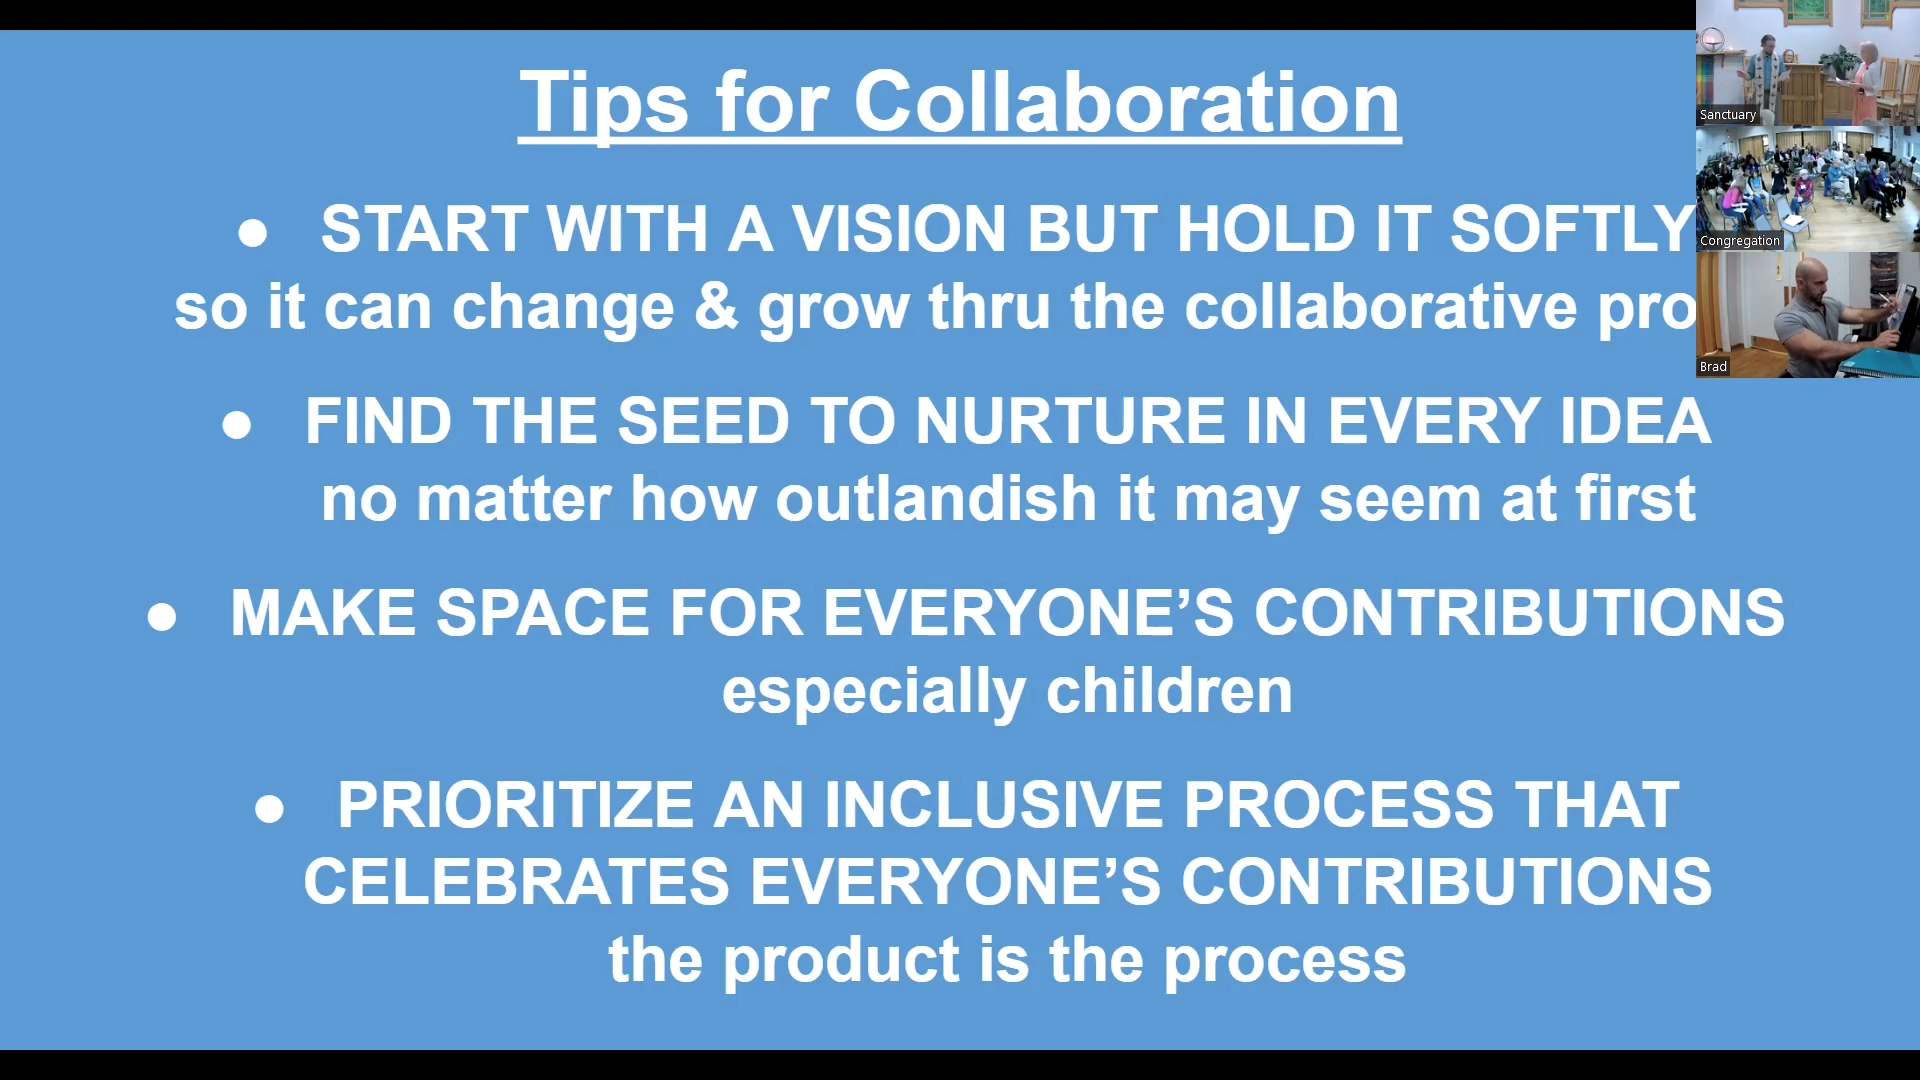 Tips for Collaboration
● START WITH A VISION BUT HOLD IT SOFTLY
so it can change & grow thru the collaborative pro
● FIND THE SEED TO NURTURE IN EVERY IDEA
no matter how outlandish it may seem at first
● MAKE SPACE FOR EVERYONE’S CONTRIBUTIONS
especially children
● PRIORITIZE AN INCLUSIVE PROCESS THAT
CELEBRATES EVERYONE’S CONTRIBUTIONS
the product is the process
Sanctuary
Congregation
Brad